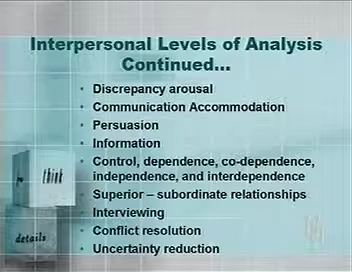 Interpersonal Levels of Analysis
Continued...
• Discrepancy arousal
• Communication Accommodation
• Persuasion
• Information
• Control, dependence, co-dependence,
independence, and interdependence
• Superior – subordinate relationships
• Interviewing
• Conflict resolution
• Uncertainty reduction
think
details